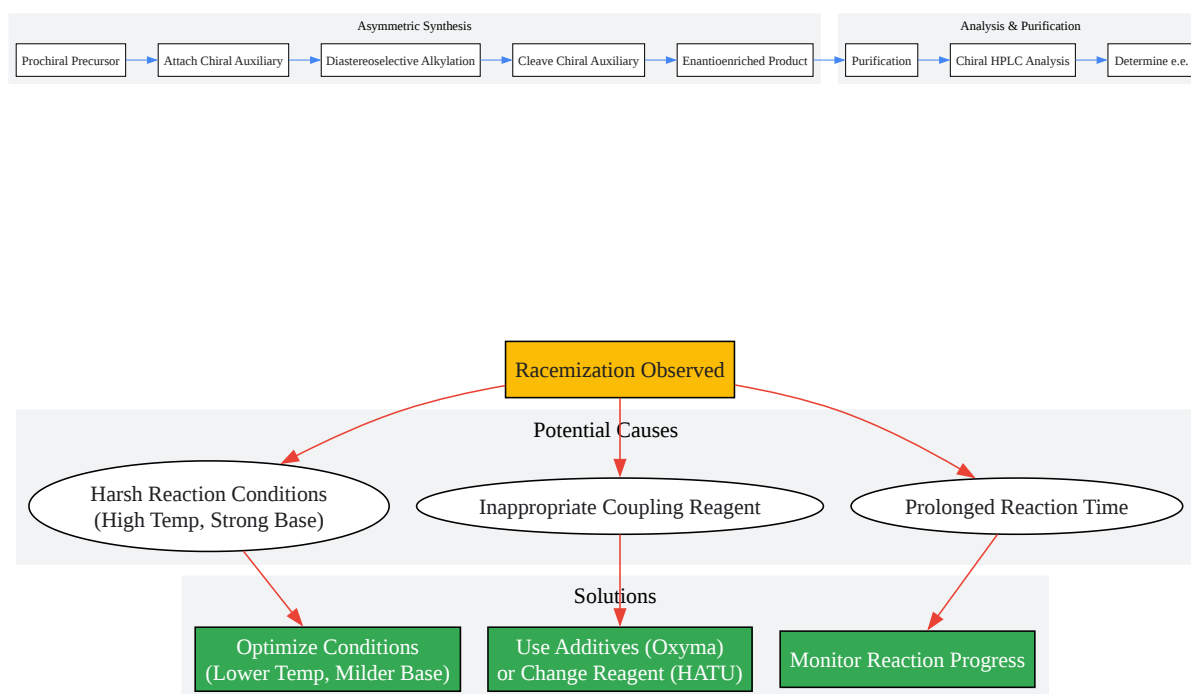 Asymmetric Synthesis
Analysis & Purification
Prochiral Precursor
Attach Chiral Auxiliary
Diastereoselective Alkylation
Cleave Chiral Auxiliary
Enantioenriched Product
Purification
Chiral HPLC Analysis
Determine e.e.
Racemization Observed
Potential Causes
Harsh Reaction Conditions
(High Temp, Strong Base)
Inappropriate Coupling Reagent
Prolonged Reaction Time
Solutions
Optimize Conditions
(Lower Temp, Milder Base)
Use Additives (Oxyma)
or Change Reagent (HATU)
Monitor Reaction Progress